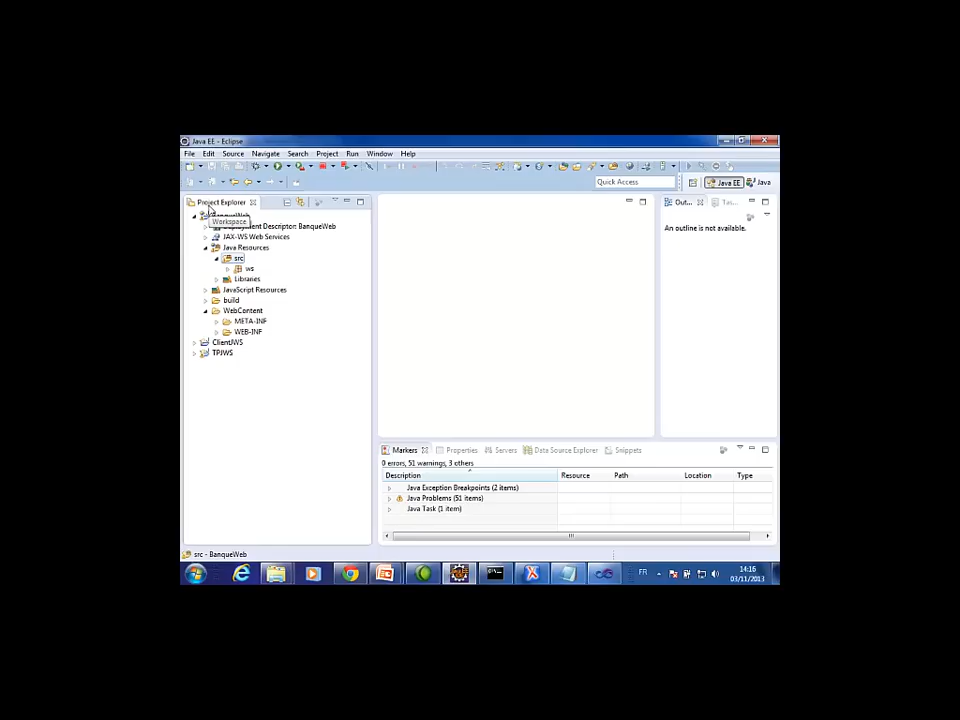 Java EE - Eclipse
File Edit Source Navigate Search Project Run Window Help
Quick Access
Java EE
Java
Project Explorer
BanqueWeb
Workspace
Deployment Descriptor: BanqueWeb
JAX-WS Web Services
Java Resources
src
ws
Libraries
JavaScript Resources
build
WebContent
META-INF
WEB-INF
ClientJWS
TPJWS
Out...
Tas...
An outline is not available.
Markers Properties Servers Data Source Explorer Snippets
0 errors, 51 warnings, 3 others
Description Resource Path Location Type
Java Exception Breakpoints (2 items)
Java Problems (51 items)
Java Task (1 item)
src - BanqueWeb
FR
14:16
03/11/2013